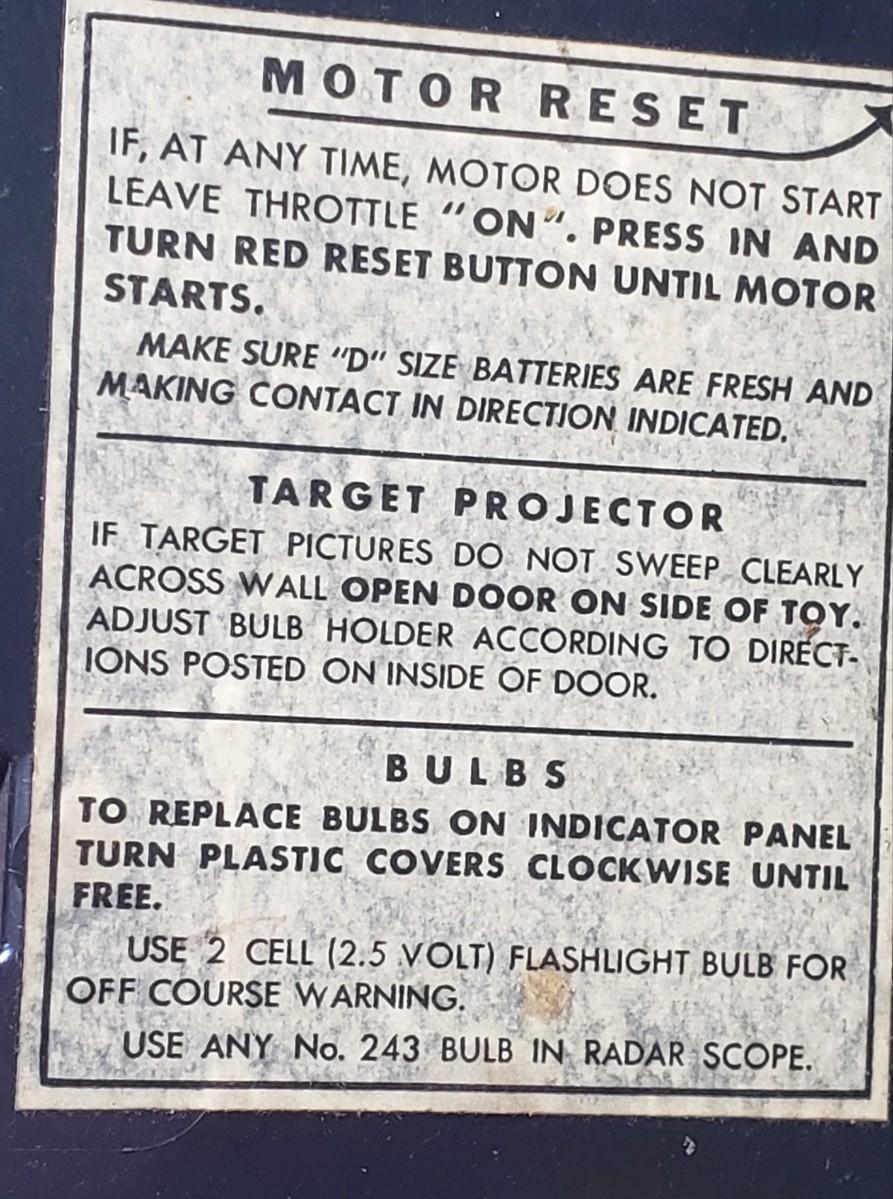 MOTOR RESET
IF, AT ANY TIME, MOTOR DOES NOT START
LEAVE THROTTLE "ON". PRESS IN AND
TURN RED RESET BUTTON UNTIL MOTOR
STARTS.
MAKE SURE "D" SIZE BATTERIES ARE FRESH AND
MAKING CONTACT IN DIRECTION INDICATED.
TARGET PROJECTOR
IF TARGET PICTURES DO NOT SWEEP CLEARLY
ACROSS WALL OPEN DOOR ON SIDE OF TOY.
ADJUST BULB HOLDER ACCORDING TO DIRECT-
IONS POSTED ON INSIDE OF DOOR.
BULBS
TO REPLACE BULBS ON INDICATOR PANEL
TURN PLASTIC COVERS CLOCKWISE UNTIL
FREE.
USE 2 CELL (2.5 VOLT) FLASHLIGHT BULB FOR
OFF COURSE WARNING.
USE ANY No. 243 BULB IN RADAR SCOPE.